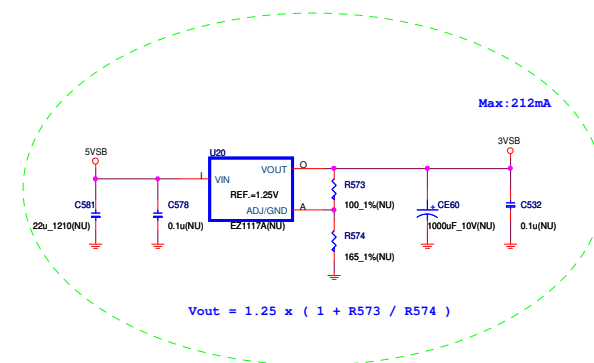 Max:212mA
5VSB
3VSB
U20
VOUT
O
I
VIN
R573
C581
C578
REF.=1.25V
100_1%(NU)
CE60
C532
+
ADJ/GND
A
22u_1210(NU)
0.1u(NU)
EZ1117A(NU)
R574
1000uF_10V(NU)
0.1u(NU)
165_1%(NU)
Vout = 1.25 x ( 1 + R573 / R574 )